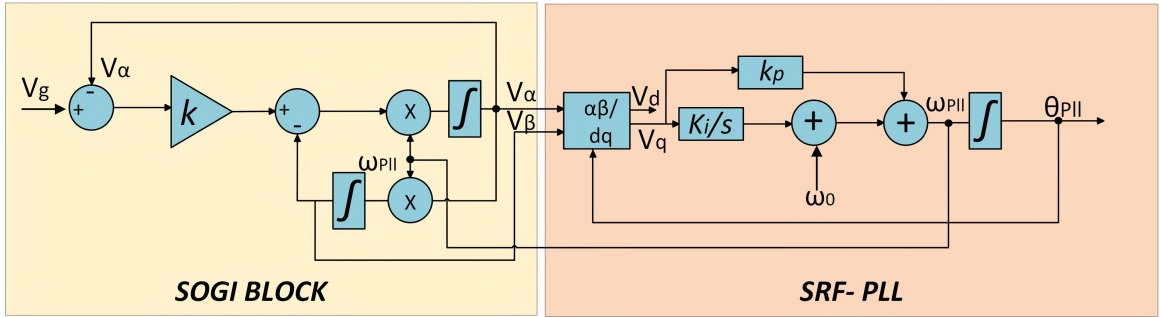 Vα
Vg
-
+
k
+
-
x
∫
Vα
Vβ
ωPll
∫
x
SOGI BLOCK
αβ/
dq
Vd
Vq
kp
Ki/s
+
ω0
+
ωPll
∫
θPll
SRF- PLL